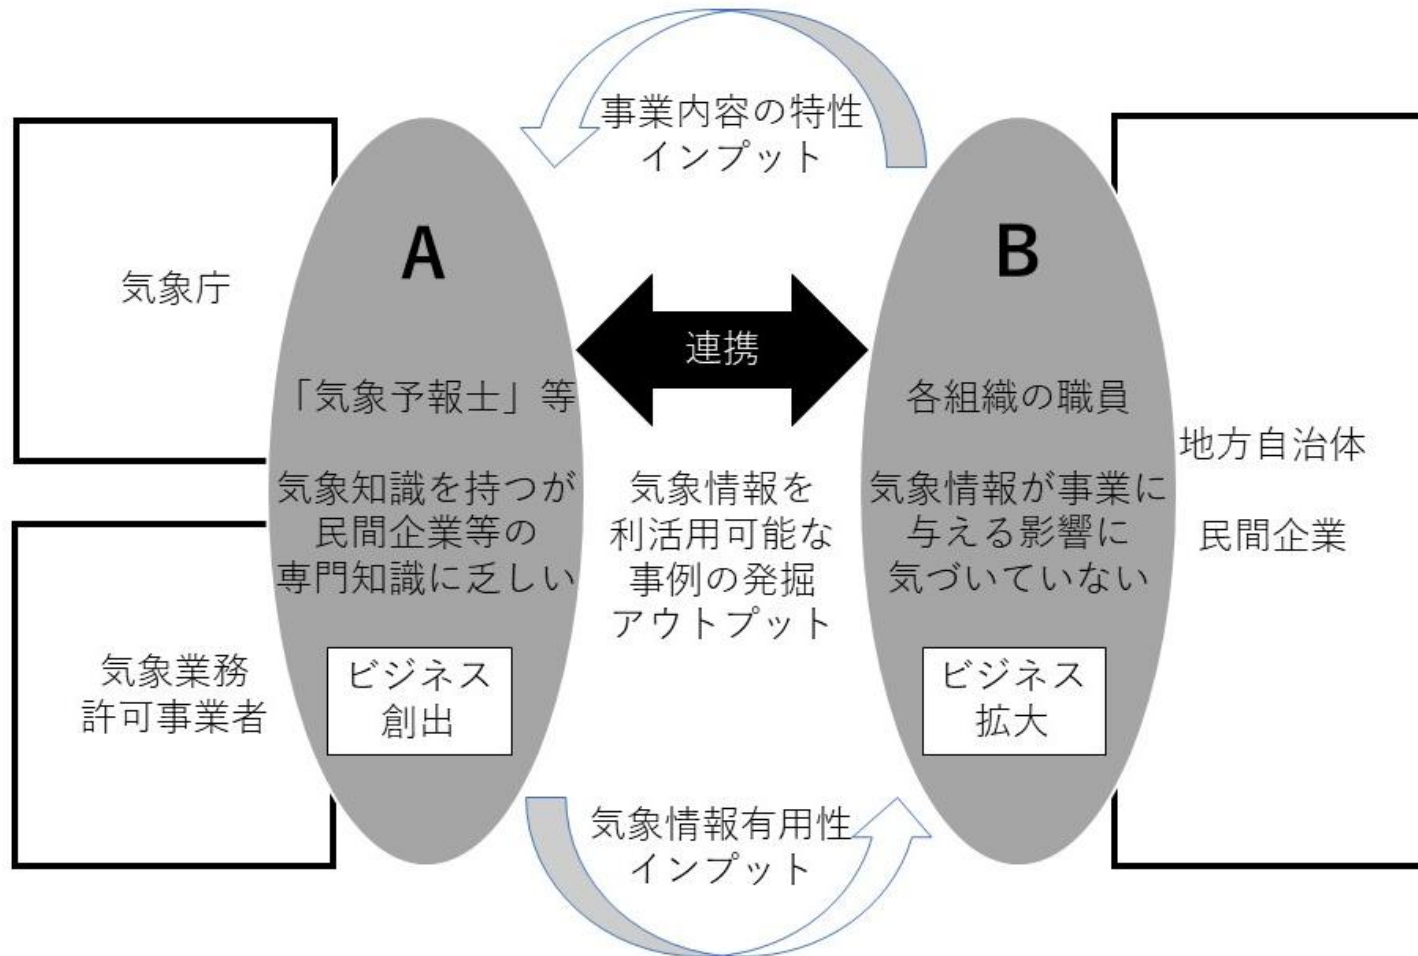 事業内容の特性
インプット
気象庁
気象業務
許可事業者
A
「気象予報士」等
気象知識を持つが
民間企業等の
専門知識に乏しい
ビジネス
創出
連携
気象情報を
利活用可能な
事例の発掘
アウトプット
B
各組織の職員
気象情報が事業に
与える影響に
気づいていない
ビジネス
拡大
地方自治体
民間企業
気象情報有用性
インプット